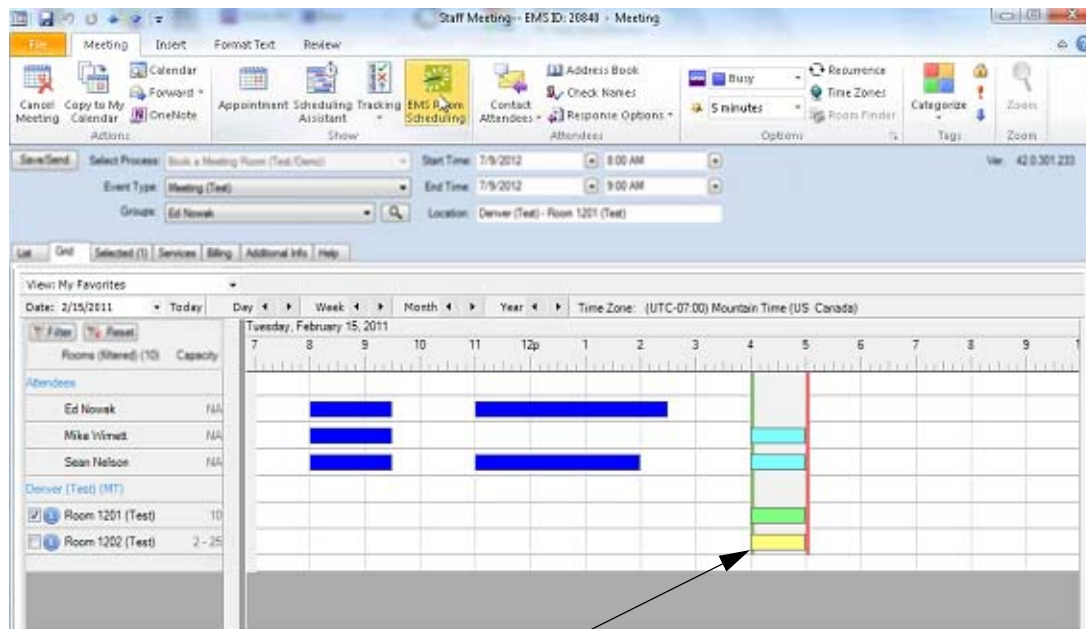 Staff Meeting-- EMS ID: 20840 - Meeting
File Meeting Insert Format Text Review
Cancel Meeting
Copy to My Calendar
Calendar
Forward
OneNote
Actions
Appointment
Scheduling Assistant
Tracking
EMS Room Scheduling
Show
Contact Attendees
Address Book
Check Names
Response Options
Attendees
Busy
5 minutes
Recurrence
Time Zones
Room Finder
Options
Categorize
Tags
Zoom
Zoom
Save/Send Select Process: Book a Meeting Room (Test/Demo) Start Time: 7/9/2012 8:00 AM Ver. 42.0.301.233
Event Type: Meeting (Test) End Time: 7/9/2012 9:00 AM
Groups: Ed Nowak Location: Denver (Test) - Room 1201 (Test)
List Grid Selected (1) Services Billing Additional Info Help
View: My Favorites
Date: 2/15/2011 Today Day Week Month Year Time Zone: (UTC-07:00) Mountain Time (US Canada)
Filter Reset Tuesday, February 15, 2011
Rooms (filtered) (10) Capacity 7 8 9 10 11 12p 1 2 3 4 5 6 7 8 9 1
Attendees
Ed Nowak NA
Mike Wimett NA
Sean Nelson NA
Denver (Test) (MT)
Room 1201 (Test) 10
Room 1202 (Test) 2 - 25